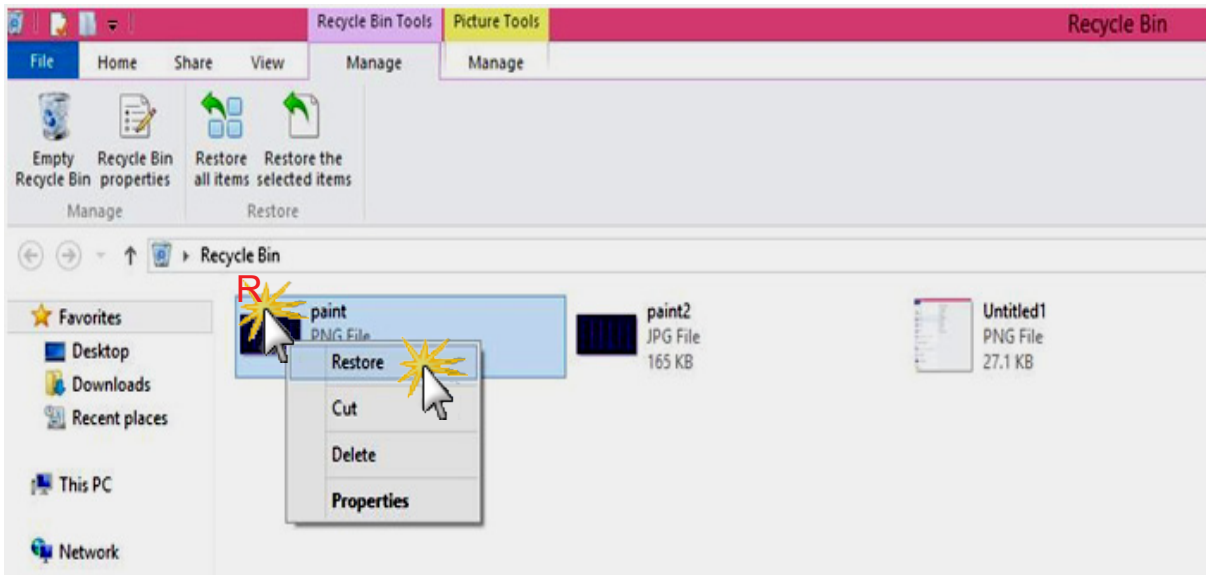 Recycle Bin Tools Picture Tools Recycle Bin
File Home Share View Manage Manage
Empty Recycle Bin
Recycle Bin properties
Restore all items
Restore the selected items
Manage Restore
Recycle Bin
R
Favorites
Desktop
Downloads
Recent places
This PC
Network
paint
PNG File
Restore
Cut
Delete
Properties
paint2
JPG File
165 KB
Untitled1
PNG File
27.1 KB